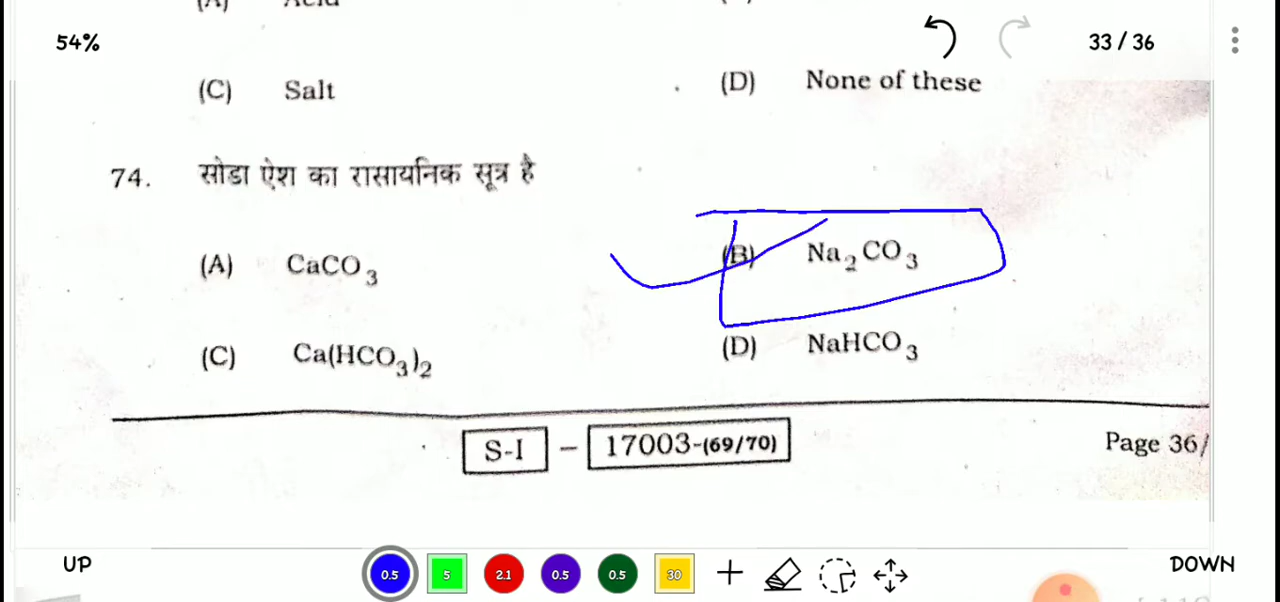 54%
33 / 36
(C) Salt (D) None of these
74. सोडा ऐश का रासायनिक सूत्र है
(A) CaCO3 (B) Na2CO3
(C) Ca(HCO3)2 (D) NaHCO3
S-I – 17003-(69/70)
Page 36/
UP
0.5 5 2.1 0.5 0.5 30
DOWN